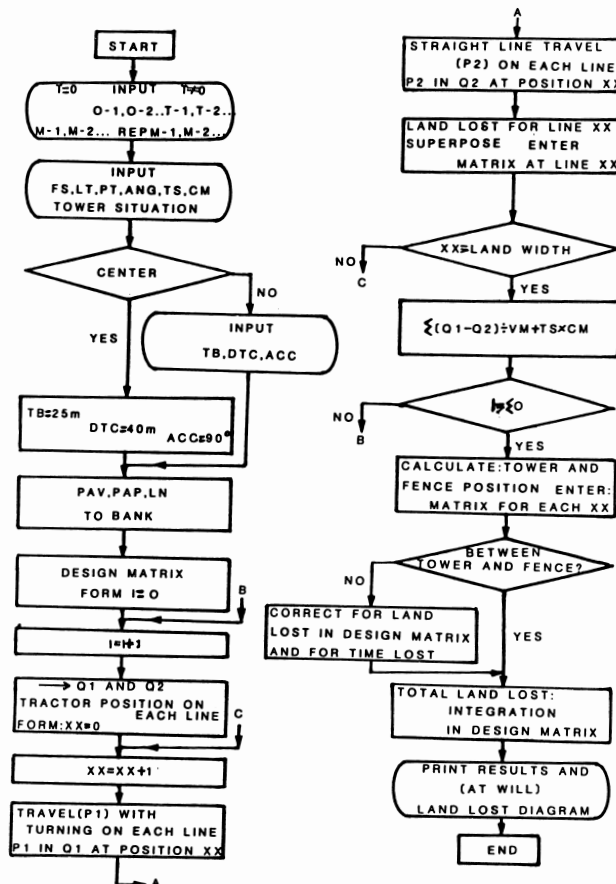 START
T=0 INPUT T≠0
O-1,O-2..T-1,T-2..
M-1,M-2... REPM-1,M-2...
INPUT
FS,LT,PT,ANG,TS,CM
TOWER SITUATION
CENTER
NO
YES
INPUT
TB,DTC,ACC
TB=25m
DTC=40m
ACC=90°
PAV,PAP,LN
TO BANK
DESIGN MATRIX
FORM I=0
B
I=I+1
→ Q1 AND Q2
TRACTOR POSITION ON
EACH LINE
FORM:XX=0
C
XX=XX+1
TRAVEL(P1) WITH
TURNING ON EACH LINE
P1 IN Q1 AT POSITION XX
A
A
STRAIGHT LINE TRAVEL
(P2) ON EACH LINE
P2 IN Q2 AT POSITION XX
LAND LOST FOR LINE XX
SUPERPOSE ENTER
MATRIX AT LINE XX
XX=LAND WIDTH
NO
C
YES
Σ(Q1-Q2)÷VM+TS×CM
NO
B
YES
CALCULATE:TOWER AND
FENCE POSITION ENTER:
MATRIX FOR EACH XX
BETWEEN
TOWER AND FENCE?
NO
YES
CORRECT FOR LAND
LOST IN DESIGN MATRIX
AND FOR TIME LOST
TOTAL LAND LOST:
INTEGRATION
IN DESIGN MATRIX
PRINT RESULTS AND
(AT WILL)
LAND LOST DIAGRAM
END